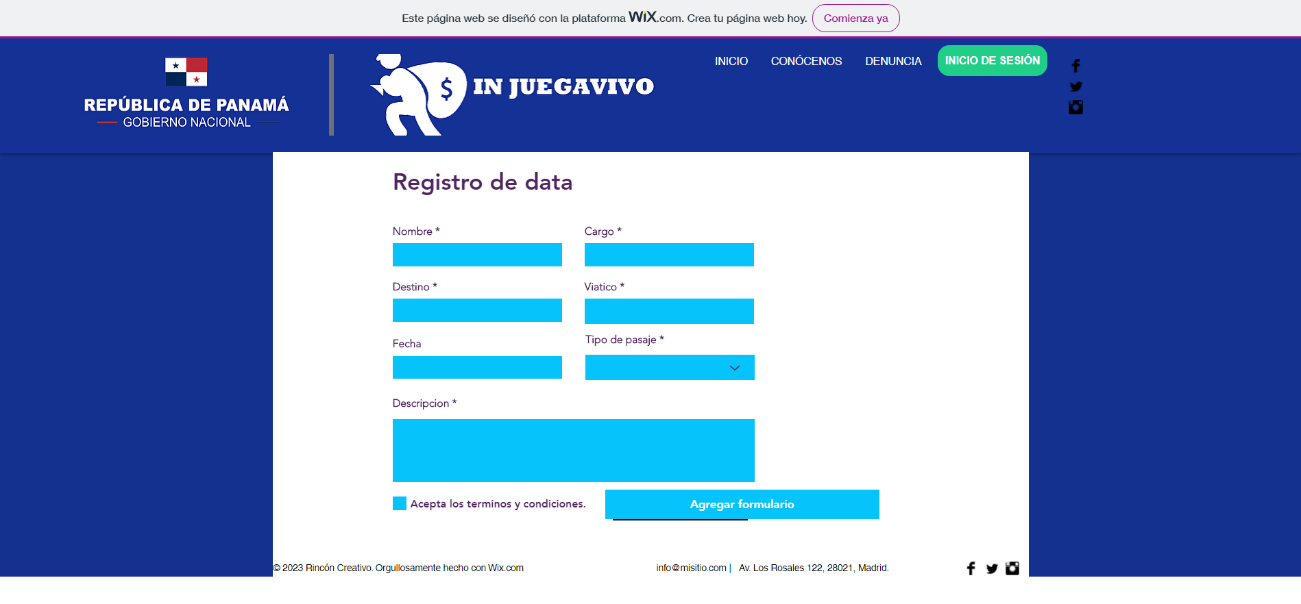 Este página web se diseñó con la plataforma WiX.com. Crea tu página web hoy. Comienza ya
REPÚBLICA DE PANAMÁ
GOBIERNO NACIONAL
$
IN JUEGAVIVO
INICIO CONÓCENOS DENUNCIA INICIO DE SESIÓN
Registro de data
Nombre * Cargo *
Destino * Viatico *
Fecha Tipo de pasaje *
Descripcion *
Acepta los terminos y condiciones. Agregar formulario
© 2023 Rincón Creativo. Orgullosamente hecho con Wix.com info@misitio.com | Av. Los Rosales 122, 28021, Madrid.